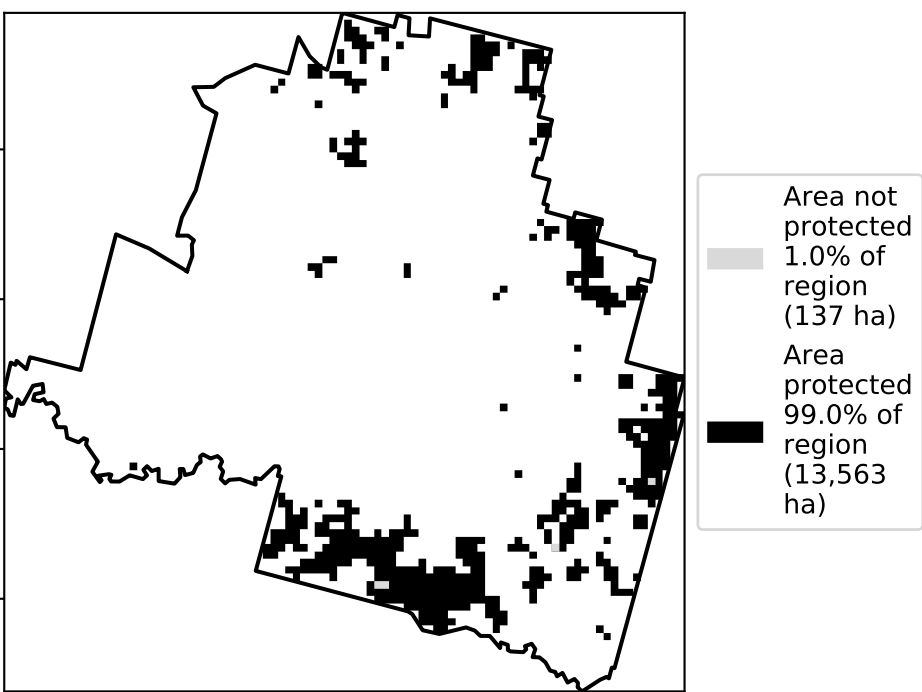 Area not
protected
1.0% of
region
(137 ha)
Area
protected
99.0% of
region
(13,563
ha)